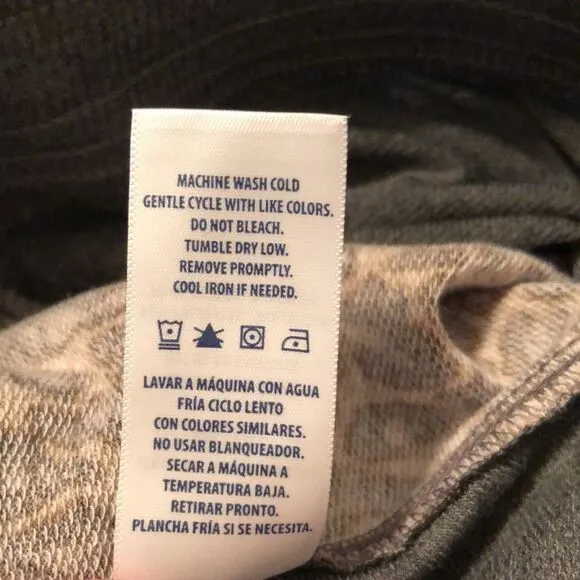 MACHINE WASH COLD
GENTLE CYCLE WITH LIKE COLORS.
DO NOT BLEACH.
TUMBLE DRY LOW.
REMOVE PROMPTLY.
COOL IRON IF NEEDED.
LAVAR A MÁQUINA CON AGUA
FRÍA CICLO LENTO
CON COLORES SIMILARES.
NO USAR BLANQUEADOR.
SECAR A MÁQUINA A
TEMPERATURA BAJA.
RETIRAR PRONTO.
PLANCHA FRÍA SI SE NECESITA.